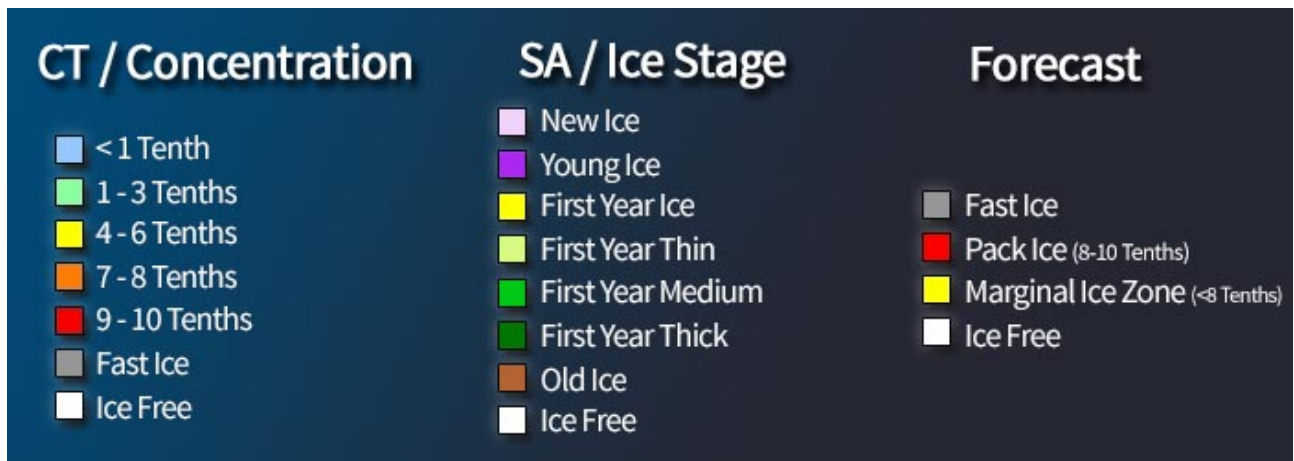 CT / Concentration
< 1 Tenth
1 - 3 Tenths
4 - 6 Tenths
7 - 8 Tenths
9 - 10 Tenths
Fast Ice
Ice Free
SA / Ice Stage
New Ice
Young Ice
First Year Ice
First Year Thin
First Year Medium
First Year Thick
Old Ice
Ice Free
Forecast
Fast Ice
Pack Ice (8-10 Tenths)
Marginal Ice Zone (<8 Tenths)
Ice Free